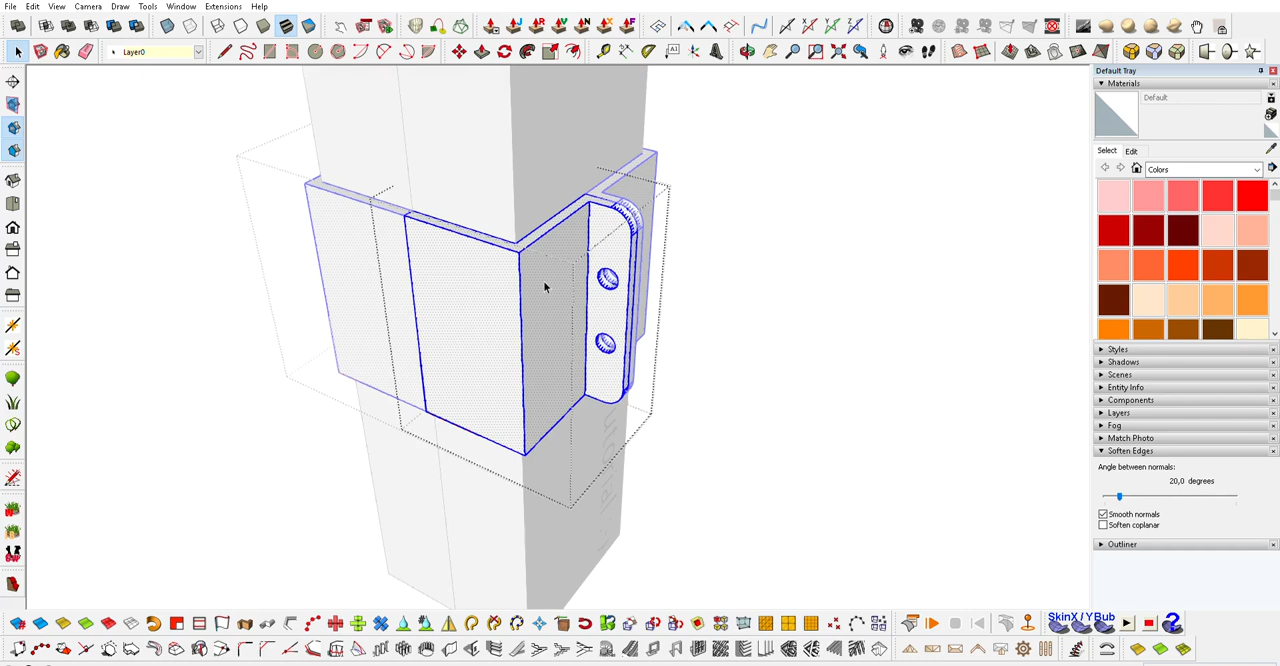 File Edit View Camera Draw Tools Window Extensions Help
Layer0
Default Tray
Materials
Default
Select Edit
Colors
Styles
Shadows
Scenes
Entity Info
Components
Layers
Fog
Match Photo
Soften Edges
Angle between normals:
20,0 degrees
Smooth normals
Soften coplanar
Outliner
SkinX / YBub